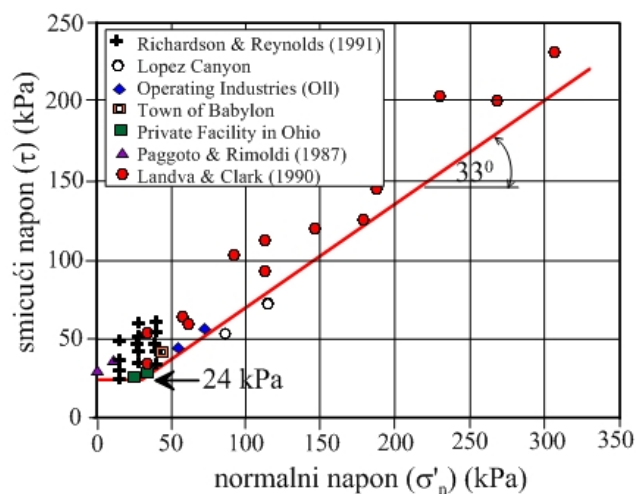 250
200
150
100
50
0
smicući napon (τ) (kPa)
Richardson & Reynolds (1991)
Lopez Canyon
Operating Industries (OII)
Town of Babylon
Private Facility in Ohio
Paggoto & Rimoldi (1987)
Landva & Clark (1990)
33⁰
24 kPa
0 50 100 150 200 250 300 350
normalni napon (σ'ₙ) (kPa)